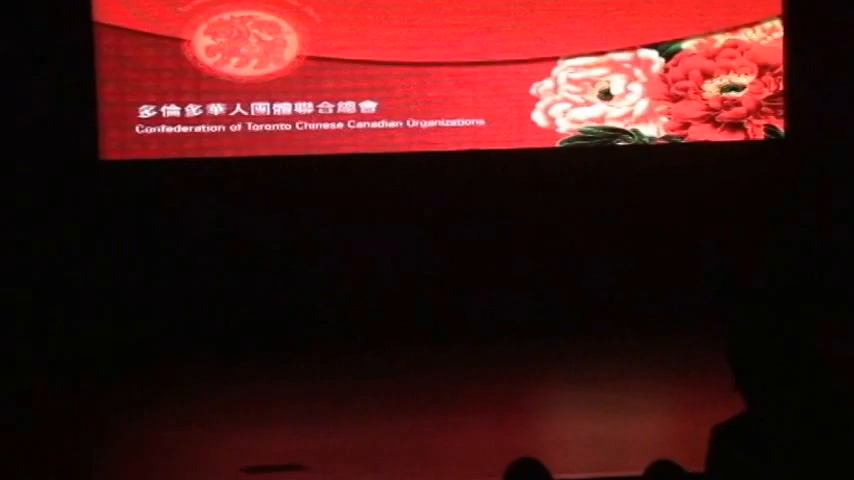 多倫多華人團體聯合總會
Confederation of Toronto Chinese Canadian Organizations